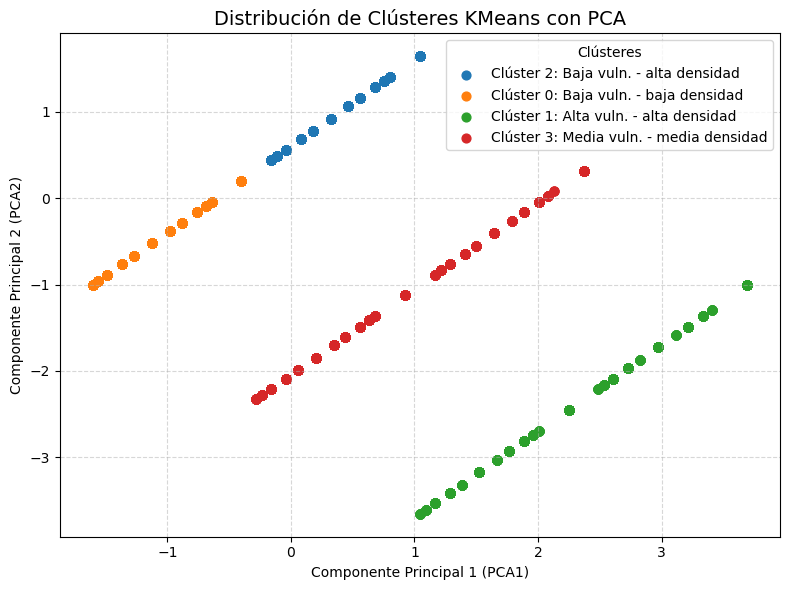 Distribución de Clústeres KMeans con PCA
Clústeres
Clúster 2: Baja vuln. - alta densidad
Clúster 0: Baja vuln. - baja densidad
Clúster 1: Alta vuln. - alta densidad
Clúster 3: Media vuln. - media densidad
Componente Principal 2 (PCA2)
1
0
−1
−2
−3
−1
0
1
2
3
Componente Principal 1 (PCA1)